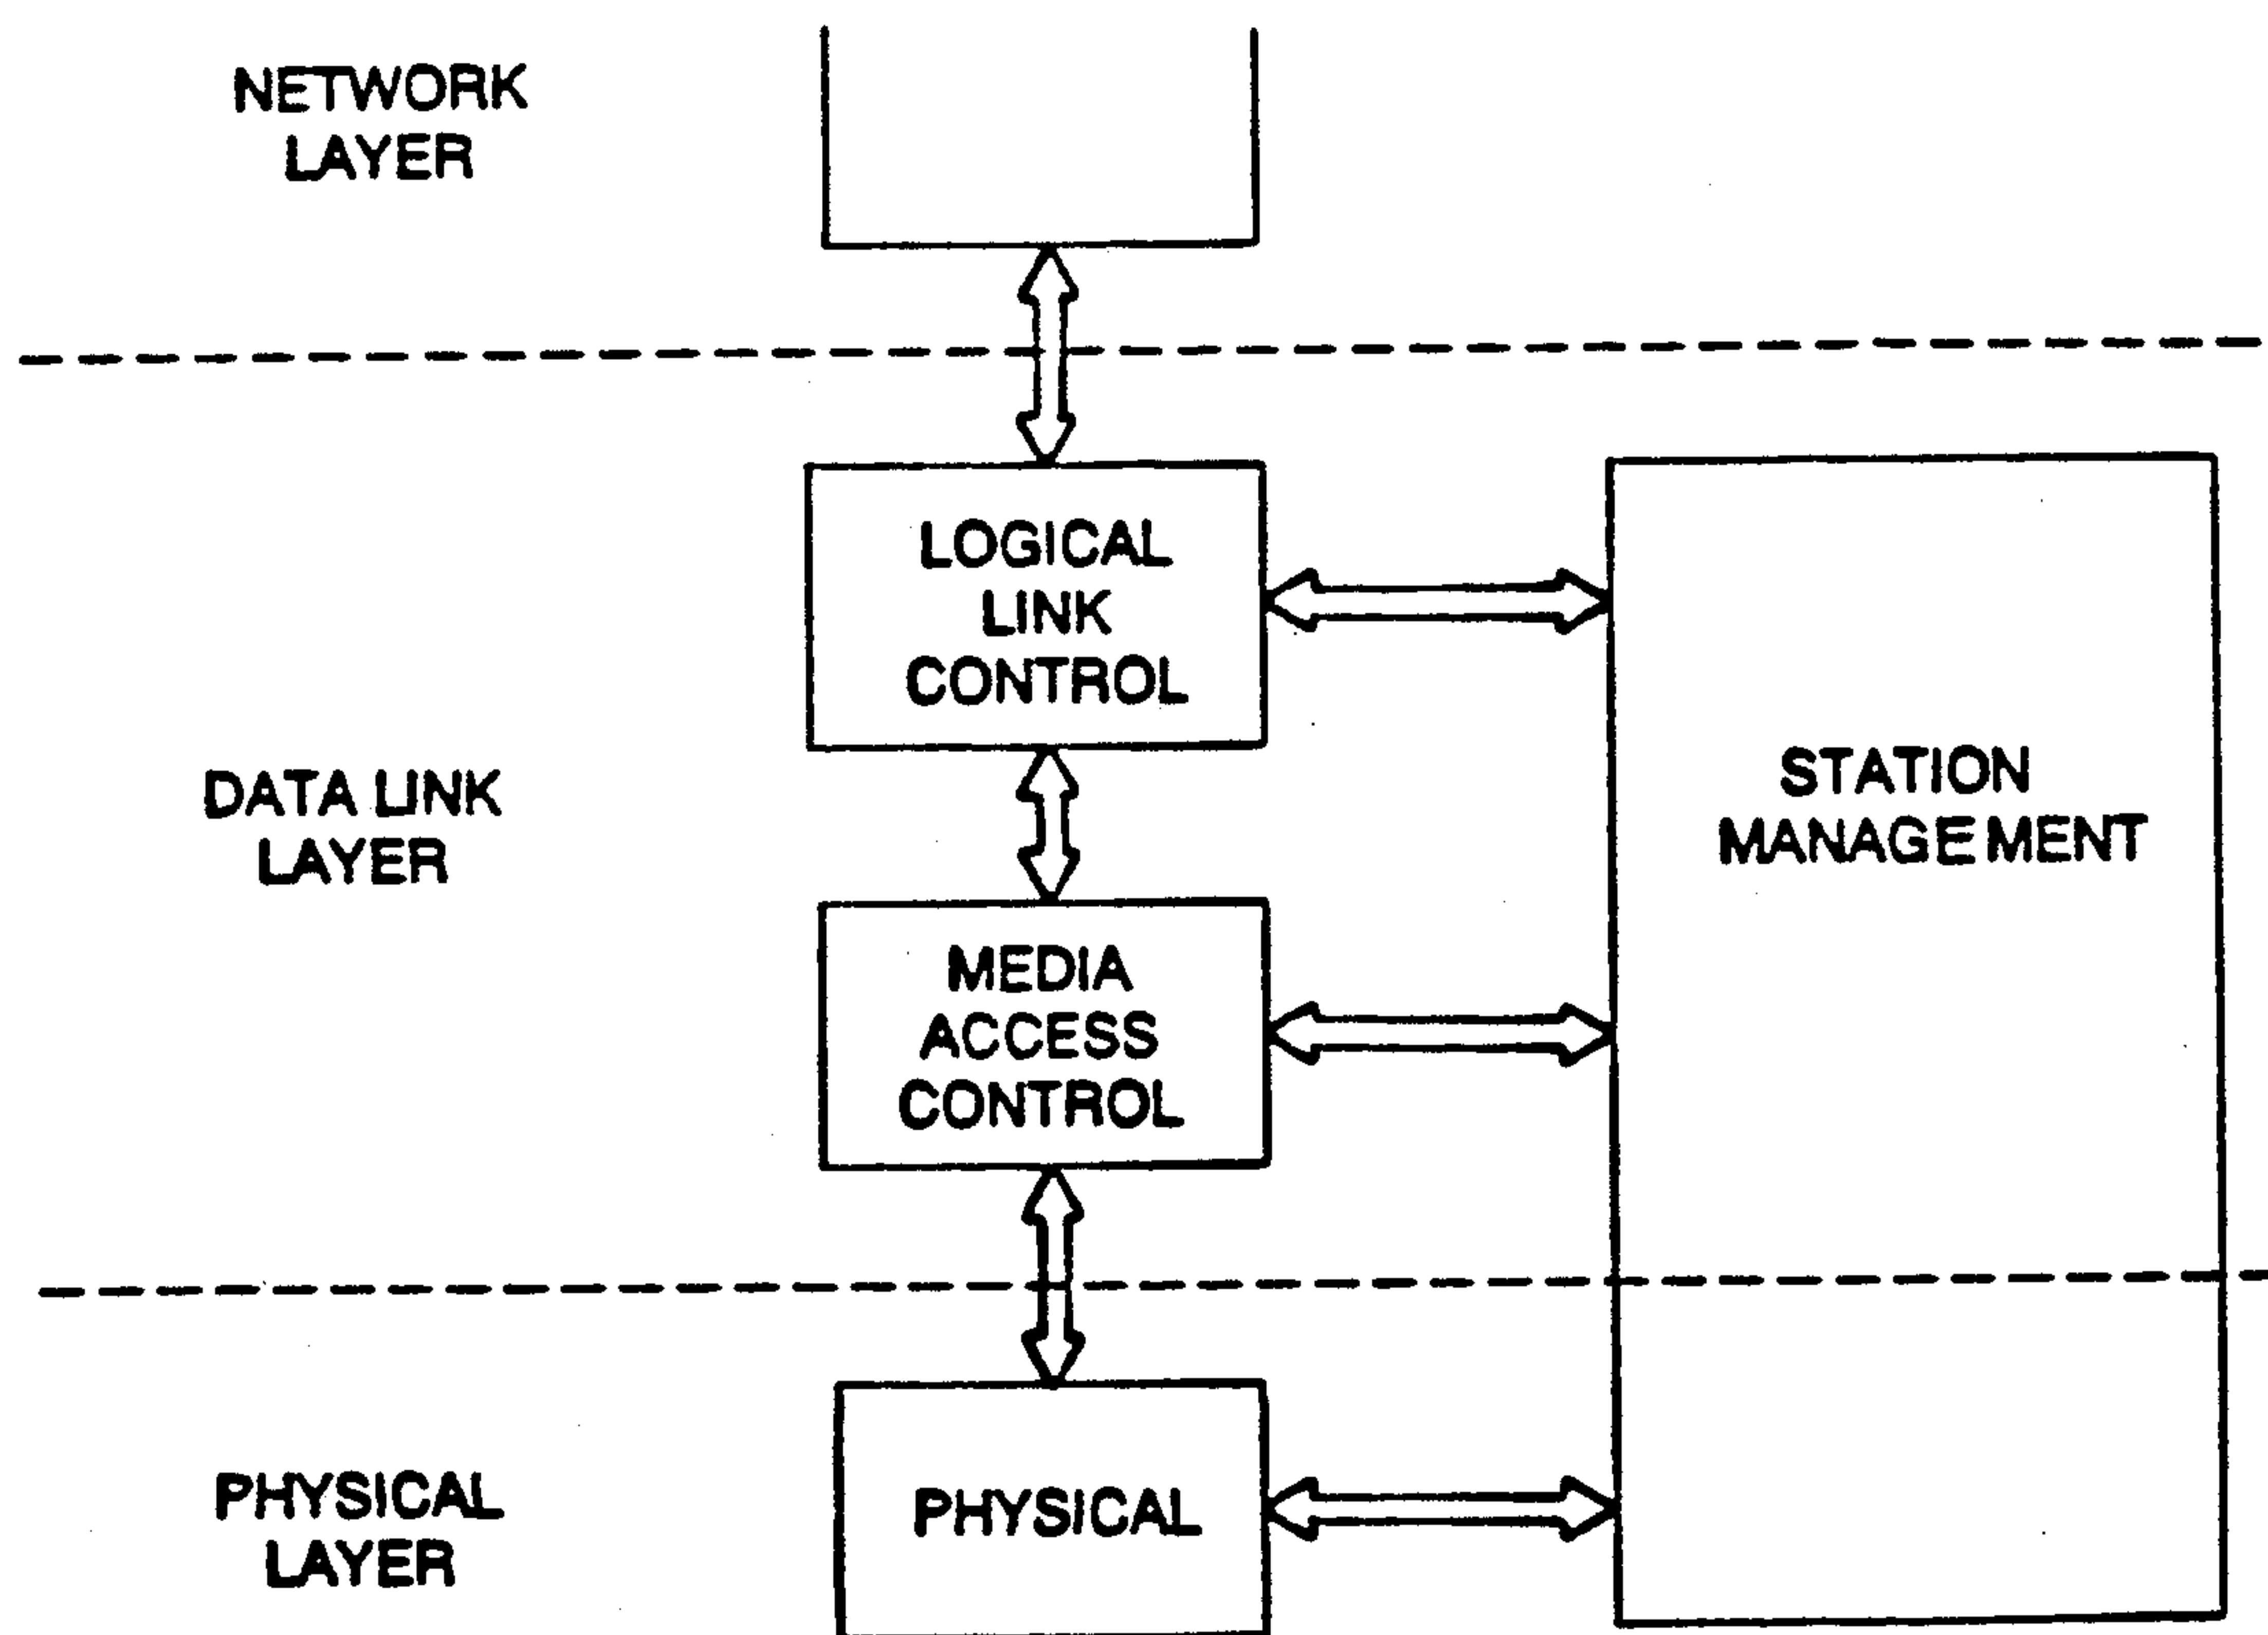 NETWORK
LAYER
LOGICAL
LINK
CONTROL
DATA LINK
LAYER
STATION
MANAGEMENT
MEDIA
ACCESS
CONTROL
PHYSICAL
LAYER
PHYSICAL